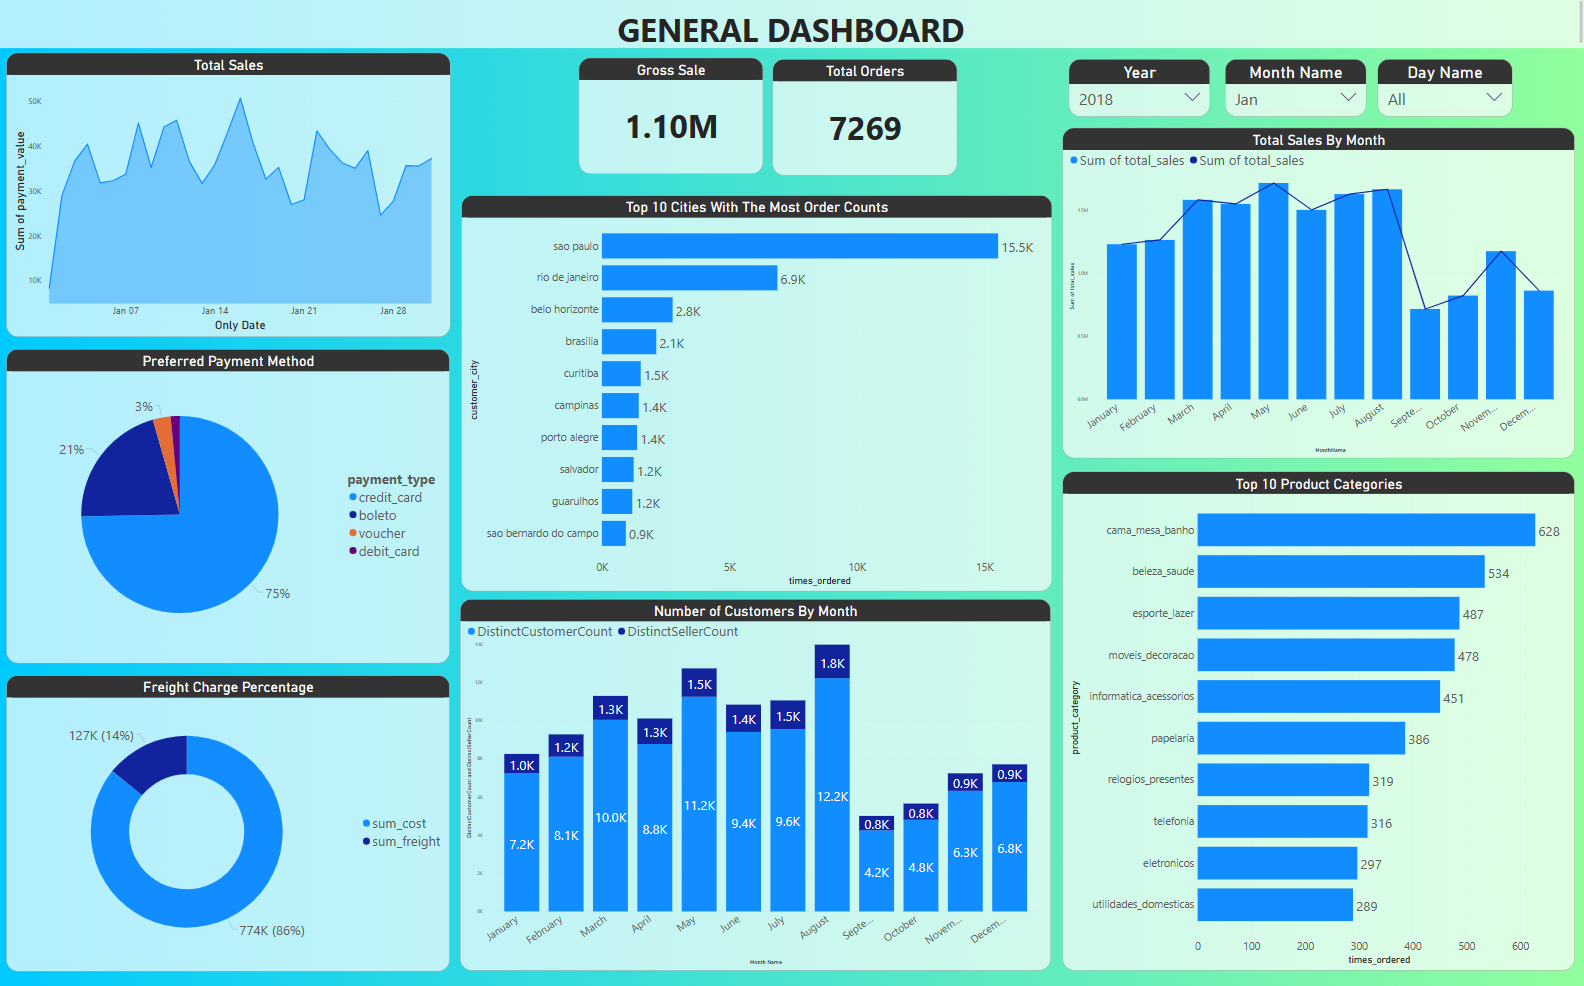 GENERAL DASHBOARD
Total Sales
Sum of payment_value
50K
40K
30K
20K
10K
Jan 07
Jan 14
Jan 21
Jan 28
Only Date
Preferred Payment Method
3%
21%
75%
payment_type
credit_card
boleto
voucher
debit_card
Freight Charge Percentage
127K (14%)
774K (86%)
sum_cost
sum_freight
Gross Sale
1.10M
Total Orders
7269
Top 10 Cities With The Most Order Counts
customer_city
sao paulo 15.5K
rio de janeiro 6.9K
belo horizonte 2.8K
brasilia 2.1K
curitiba 1.5K
campinas 1.4K
porto alegre 1.4K
salvador 1.2K
guarulhos 1.2K
sao bernardo do campo 0.9K
0K 5K 10K 15K
times_ordered
Number of Customers By Month
DistinctCustomerCount DistinctSellerCount
DistinctCustomerCount and DistinctSellerCount
14K
12K
10K
8K
6K
4K
2K
0K
1.0K 1.2K 1.3K 1.3K 1.5K 1.4K 1.5K 1.8K 0.8K 0.8K 0.9K 0.9K
7.2K 8.1K 10.0K 8.8K 11.2K 9.4K 9.6K 12.2K 4.2K 4.8K 6.3K 6.8K
January February March April May June July August Septe... October Novem... Decem...
Month Name
Year
2018
Month Name
Jan
Day Name
All
Total Sales By Month
Sum of total_sales Sum of total_sales
Sum of total_sales
1.5M
1.0M
0.5M
0.0M
January February March April May June July August Septe... October Novem... Decem...
MonthName
Top 10 Product Categories
product_category
cama_mesa_banho 628
beleza_saude 534
esporte_lazer 487
moveis_decoracao 478
informatica_acessorios 451
papelaria 386
relogios_presentes 319
telefonia 316
eletronicos 297
utilidades_domesticas 289
0 100 200 300 400 500 600
times_ordered